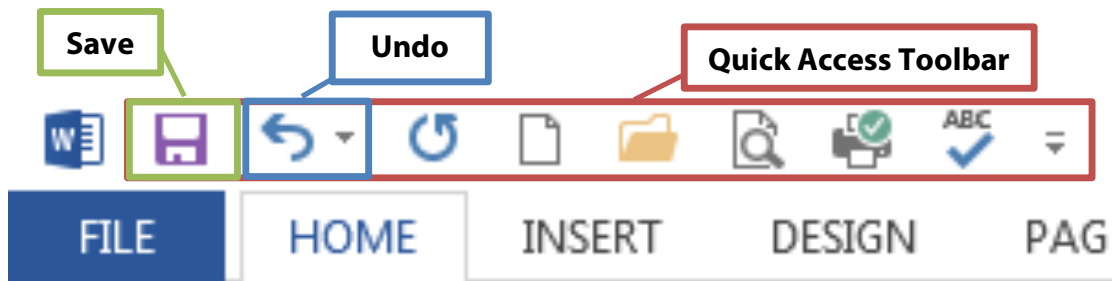 Save
Undo
Quick Access Toolbar
W
ABC
FILE HOME INSERT DESIGN PAG